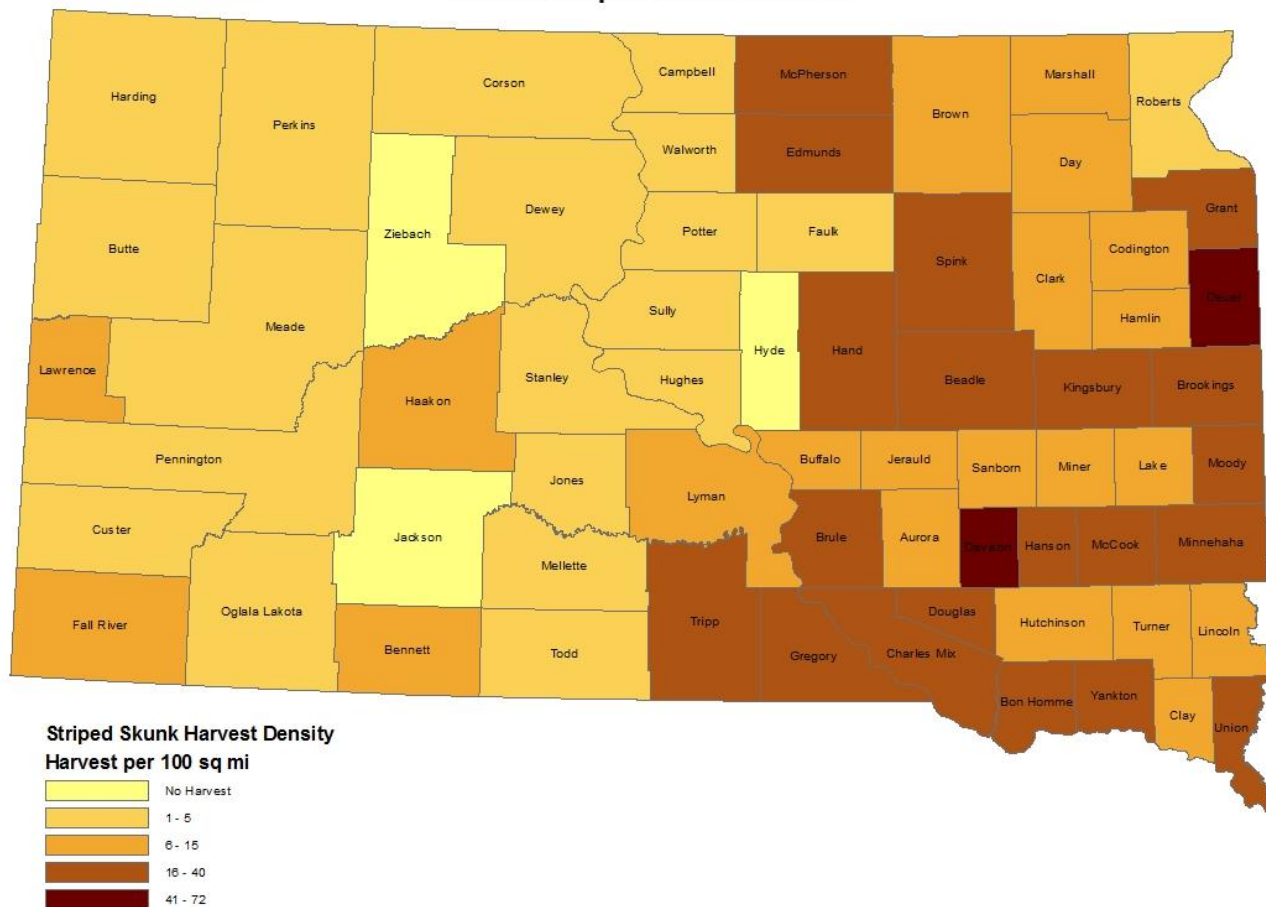 Harding
Perkins
Corson
Campbell
McPherson
Brown
Marshall
Roberts
Walworth
Edmunds
Day
Butte
Ziebach
Dewey
Potter
Faulk
Spink
Clark
Codington
Grant
Deuel
Hamlin
Meade
Sully
Hyde
Hand
Lawrence
Haakon
Stanley
Hughes
Beadle
Kingsbury
Brookings
Pennington
Jones
Lyman
Buffalo
Jerauld
Sanborn
Miner
Lake
Moody
Custer
Jackson
Mellette
Brule
Aurora
Davison
Hanson
McCook
Minnehaha
Fall River
Oglala Lakota
Bennett
Todd
Tripp
Gregory
Douglas
Charles Mix
Hutchinson
Turner
Lincoln
Bon Homme
Yankton
Clay
Union
Striped Skunk Harvest Density
Harvest per 100 sq mi
No Harvest
1 - 5
6 - 15
16 - 40
41 - 72